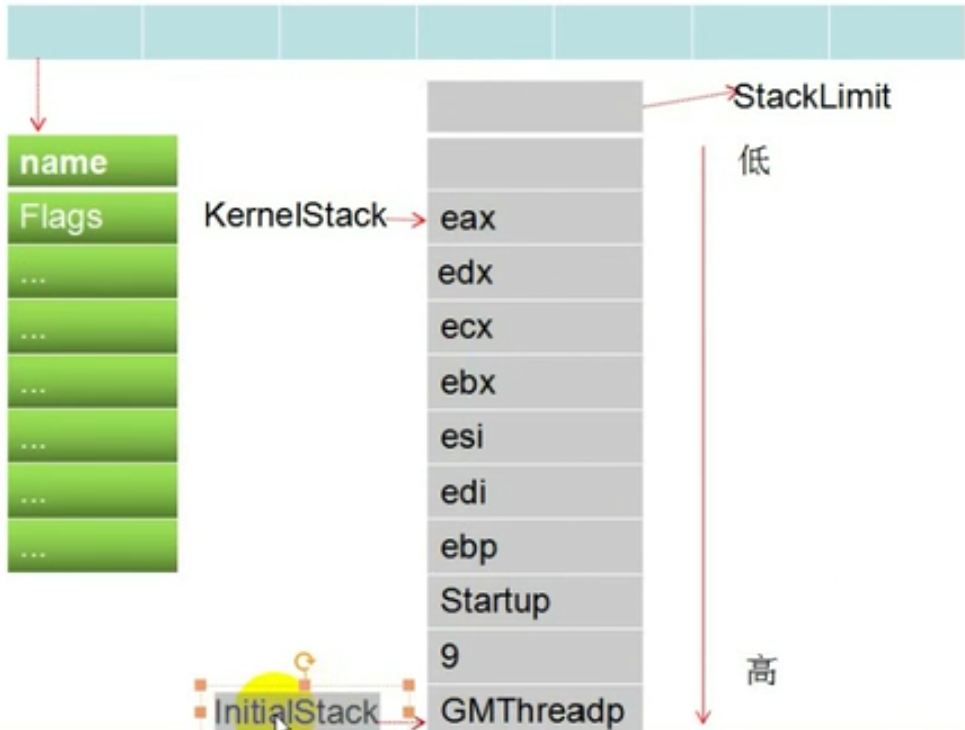 StackLimit
name
低
Flags
KernelStack
eax
...
edx
...
ecx
...
ebx
...
esi
...
edi
...
ebp
Startup
9
高
InitialStack
GMThreadp